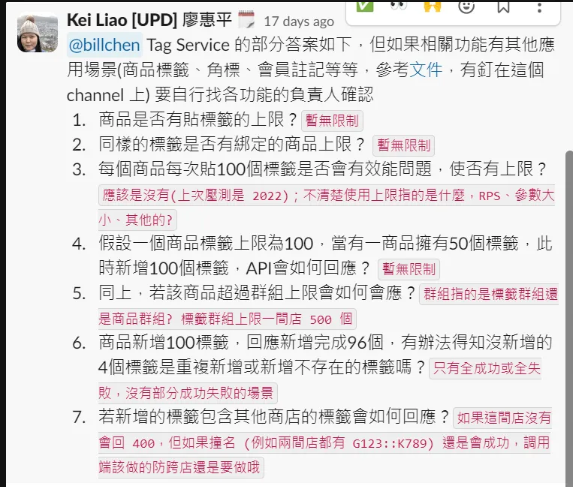 Kei Liao [UPD] 廖惠平 17 days ago
@billchen Tag Service 的部分答案如下，但如果相關功能有其他應
用場景(商品標籤、角標、會員註記等等，參考文件，有釘在這個
channel 上) 要自行找各功能的負責人確認
1. 商品是否有貼標籤的上限？ 暫無限制
2. 同樣的標籤是否有綁定的商品上限？ 暫無限制
3. 每個商品每次貼100個標籤是否會有效能問題，使否有上限？
應該是沒有(上次壓測是 2022)；不清楚使用上限指的是什麼，RPS、參數大
小、其他的?
4. 假設一個商品標籤上限為100，當有一商品擁有50個標籤，此
時新增100個標籤，API會如何回應？ 暫無限制
5. 同上，若該商品超過群組上限會如何會應？ 群組指的是標籤群組還
是商品群組? 標籤群組上限一間店 500 個
6. 商品新增100標籤，回應新增完成96個，有辦法得知沒新增的
4個標籤是重複新增或新增不存在的標籤嗎？ 只有全成功或全失
敗，沒有部分成功失敗的場景
7. 若新增的標籤包含其他商店的標籤會如何回應？ 如果這間店沒有
會回 400，但如果撞名 (例如兩間店都有 G123::K789) 還是會成功，調用
端該做的防跨店還是要做哦